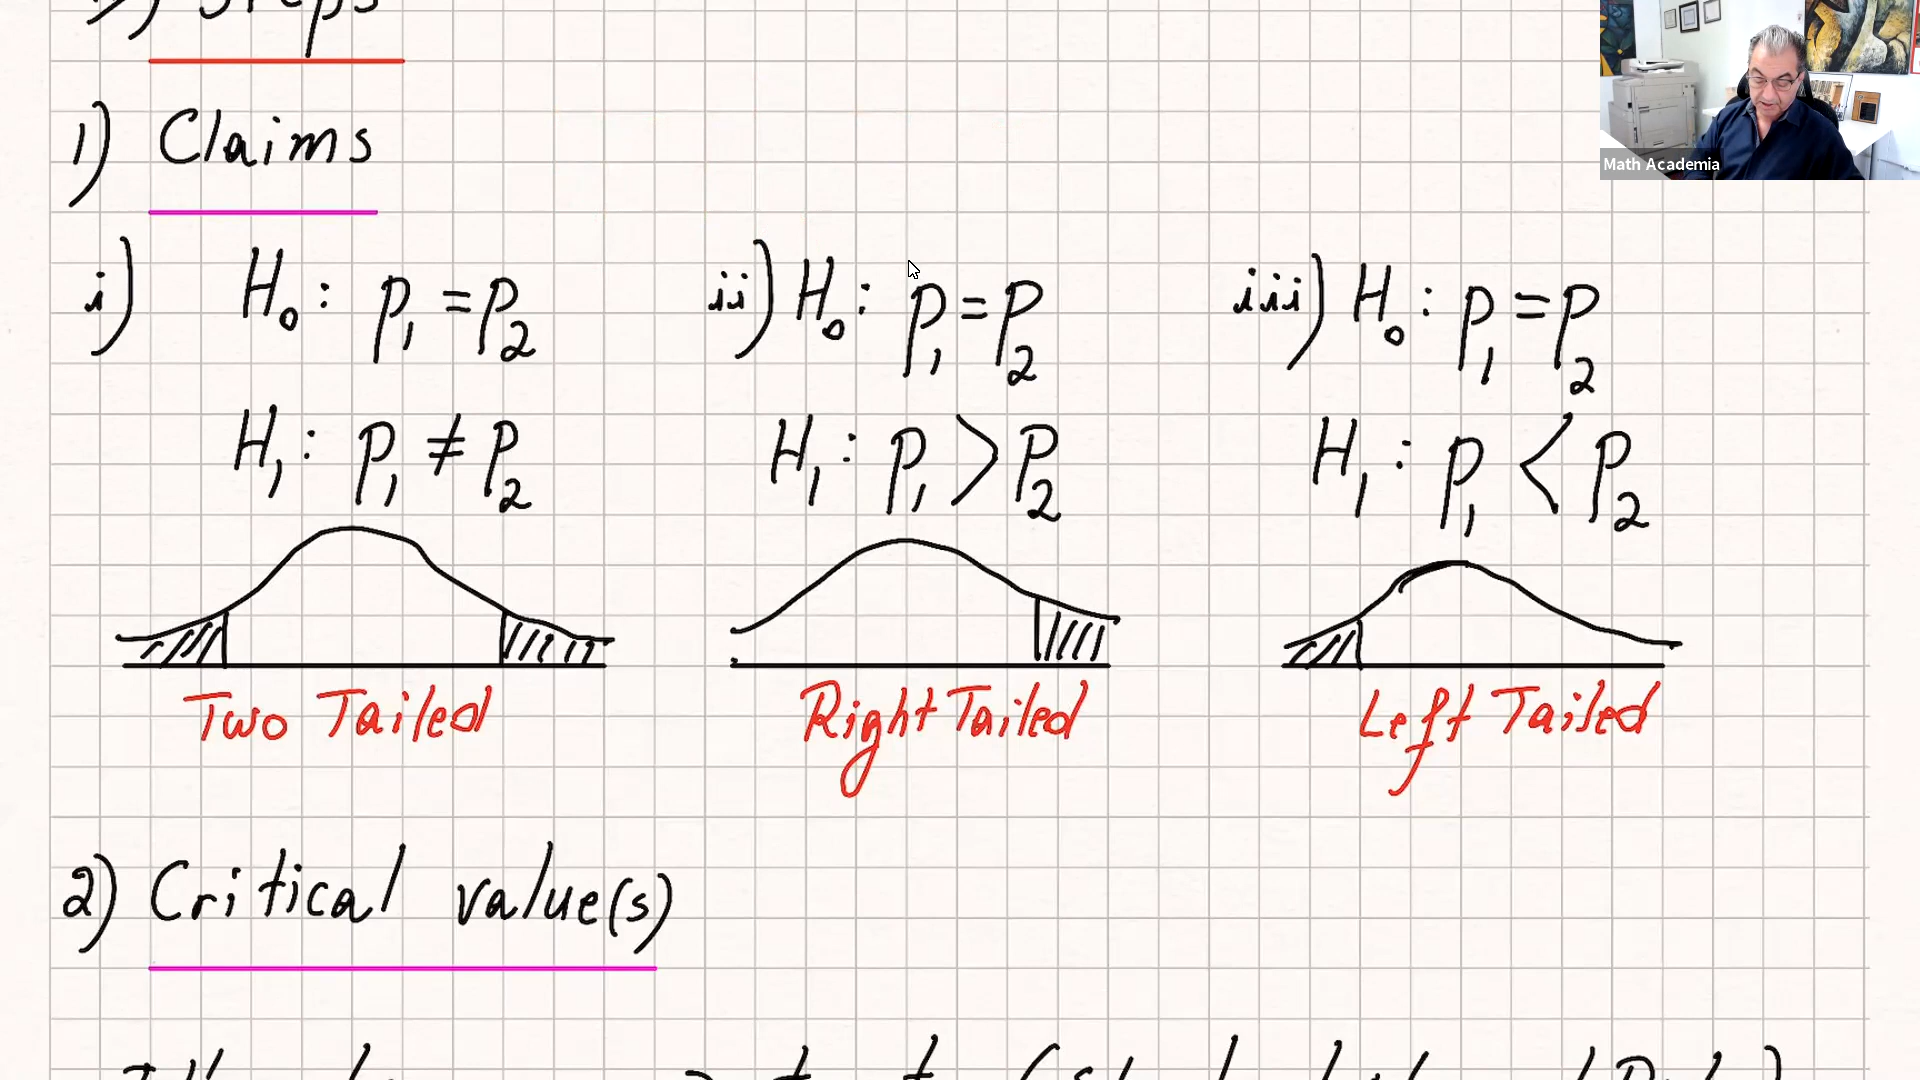 Steps
Math Academia
1) Claims
i) H₀: p₁ = p₂ ii) H₀: p₁ = p₂ iii) H₀: p₁ = p₂
H₁: p₁ ≠ p₂ H₁: p₁ > p₂ H₁: p₁ < p₂
Two Tailed Right Tailed Left Tailed
2) Critical value(s)